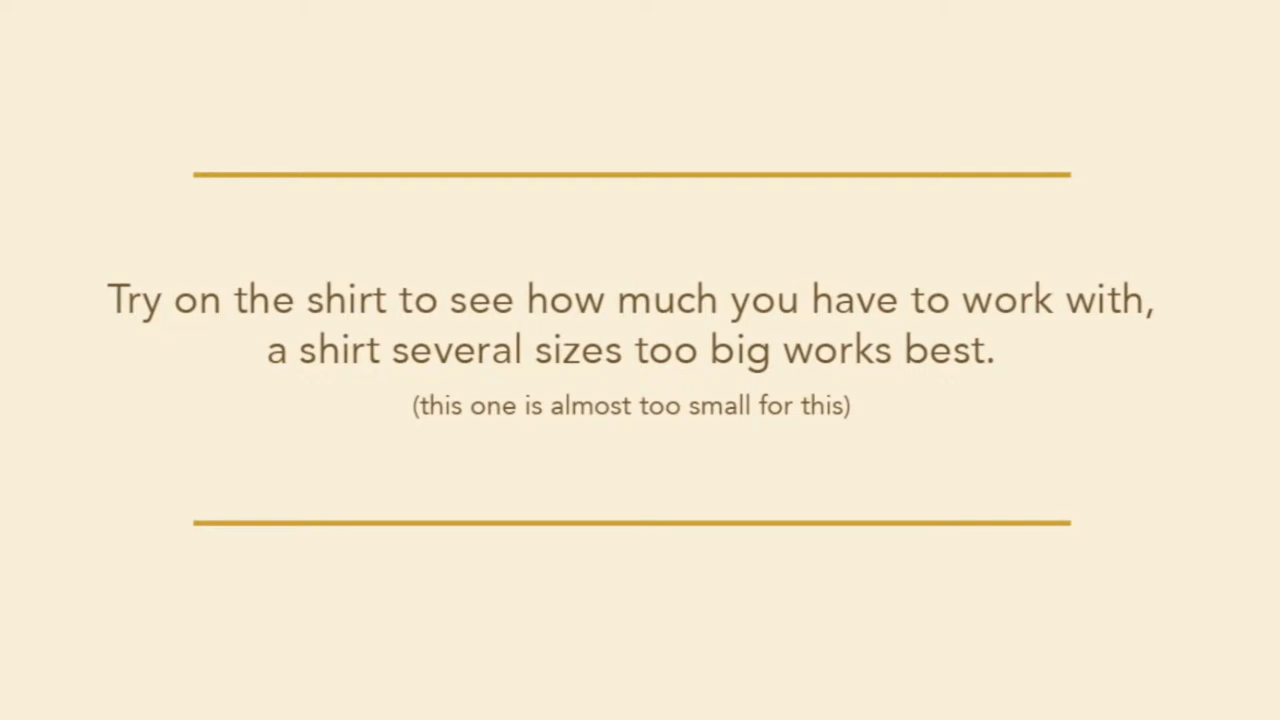 Try on the shirt to see how much you have to work with,
a shirt several sizes too big works best.
(this one is almost too small for this)